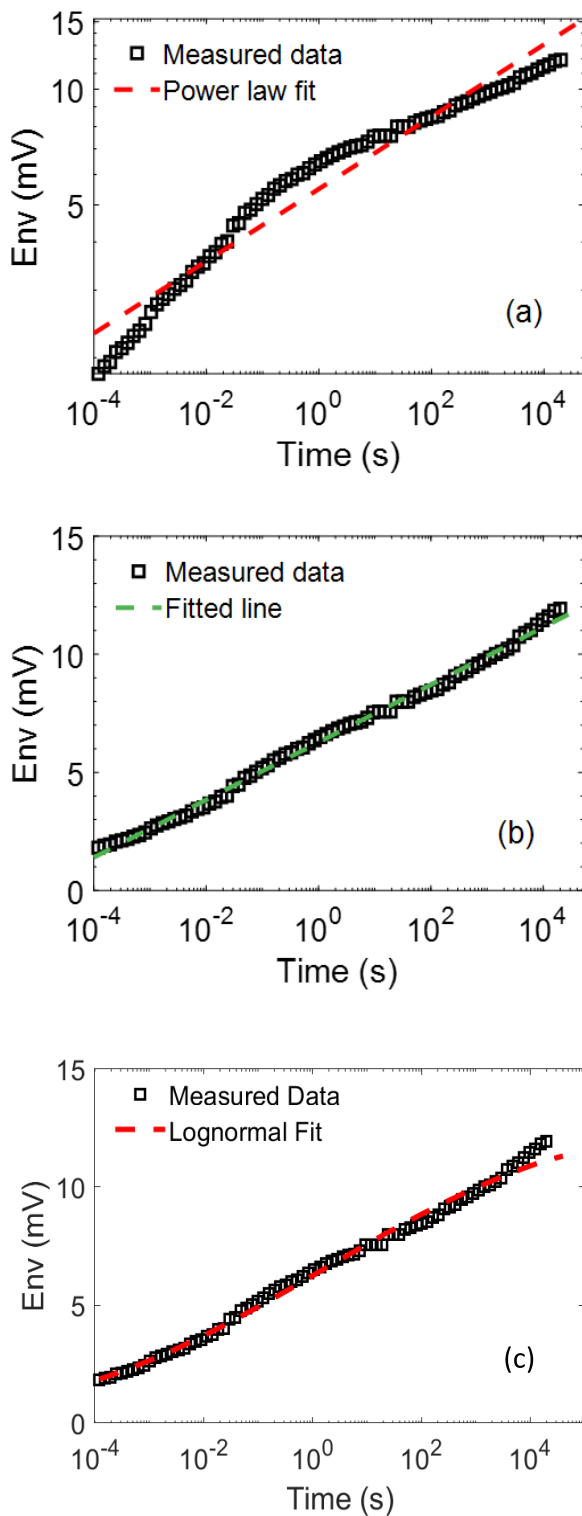 15
Measured data
Power law fit
10
5
Env (mV)
(a)
10^-4 10^-2 10^0 10^2 10^4
Time (s)
15
Measured data
Fitted line
10
Env (mV)
5
(b)
0
10^-4 10^-2 10^0 10^2 10^4
Time (s)
15
Measured Data
Lognormal Fit
10
Env (mV)
5
(c)
0
10^-4 10^-2 10^0 10^2 10^4
Time (s)